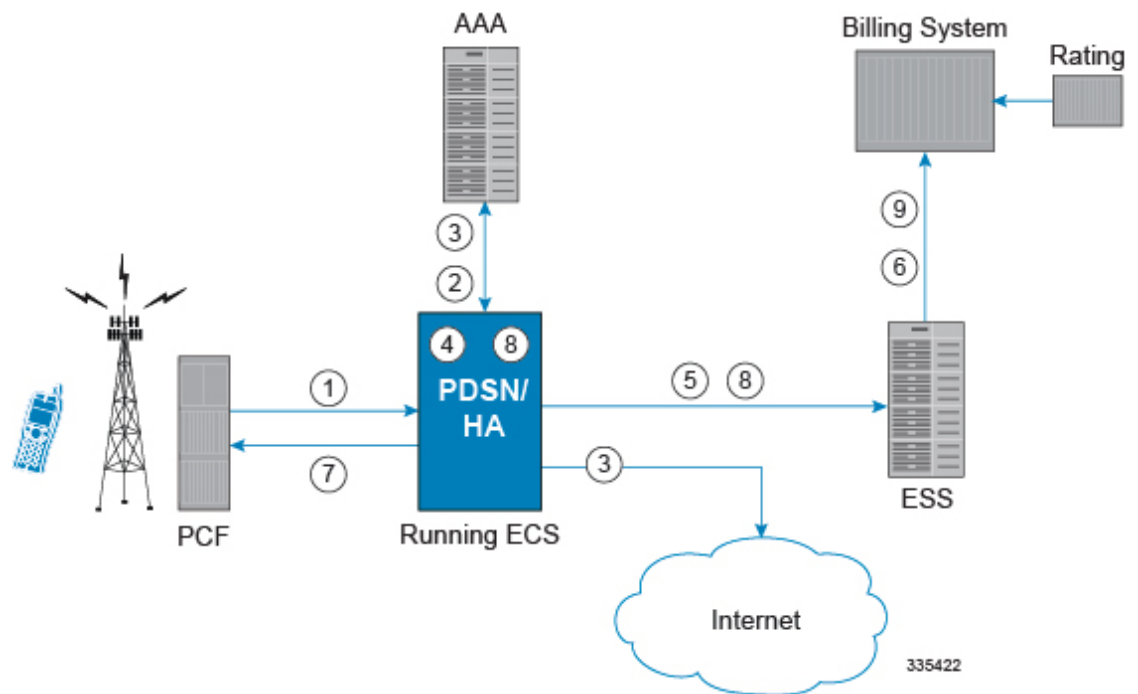 AAA
Billing System
Rating
3
2
9
6
4 8
PDSN/
HA
1
7
5 8
3
PCF
Running ECS
ESS
Internet
335422